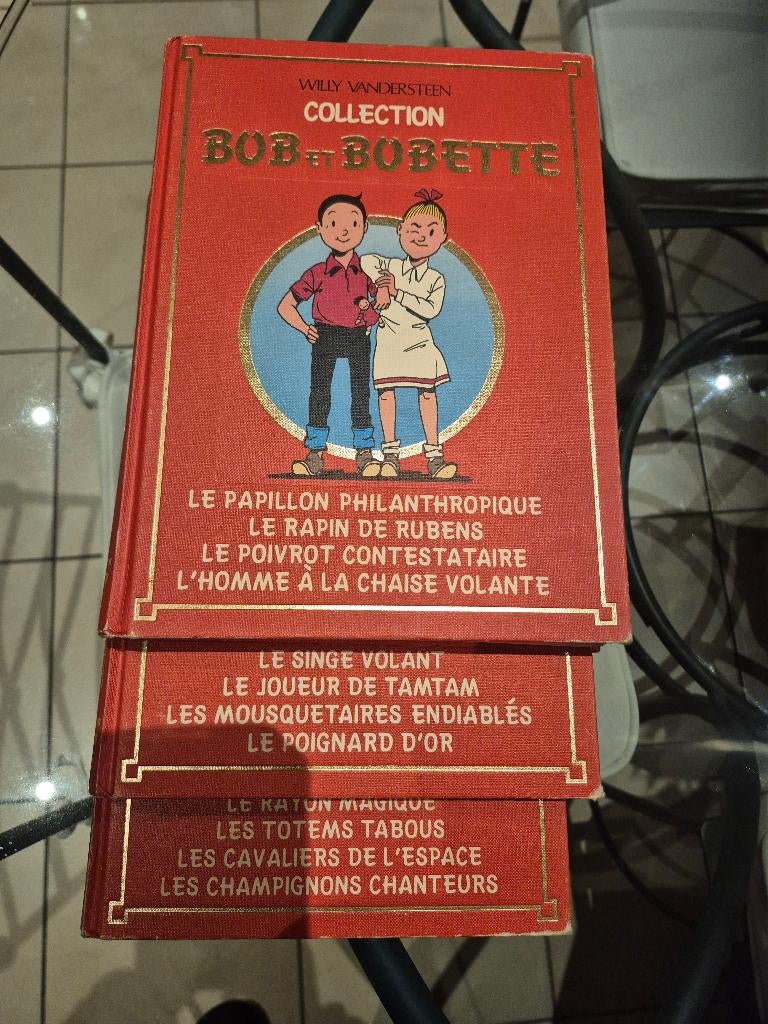 WILLY VANDERSTEEN
COLLECTION
BOB ET BOBETTE
LE PAPILLON PHILANTHROPIQUE
LE RAPIN DE RUBENS
LE POIVROT CONTESTATAIRE
L'HOMME À LA CHAISE VOLANTE
LE SINGE VOLANT
LE JOUEUR DE TAMTAM
LES MOUSQUETAIRES ENDIABLÉS
LE POIGNARD D'OR
LE RAYON MAGIQUE
LES TOTEMS TABOUS
LES CAVALIERS DE L'ESPACE
LES CHAMPIGNONS CHANTEURS